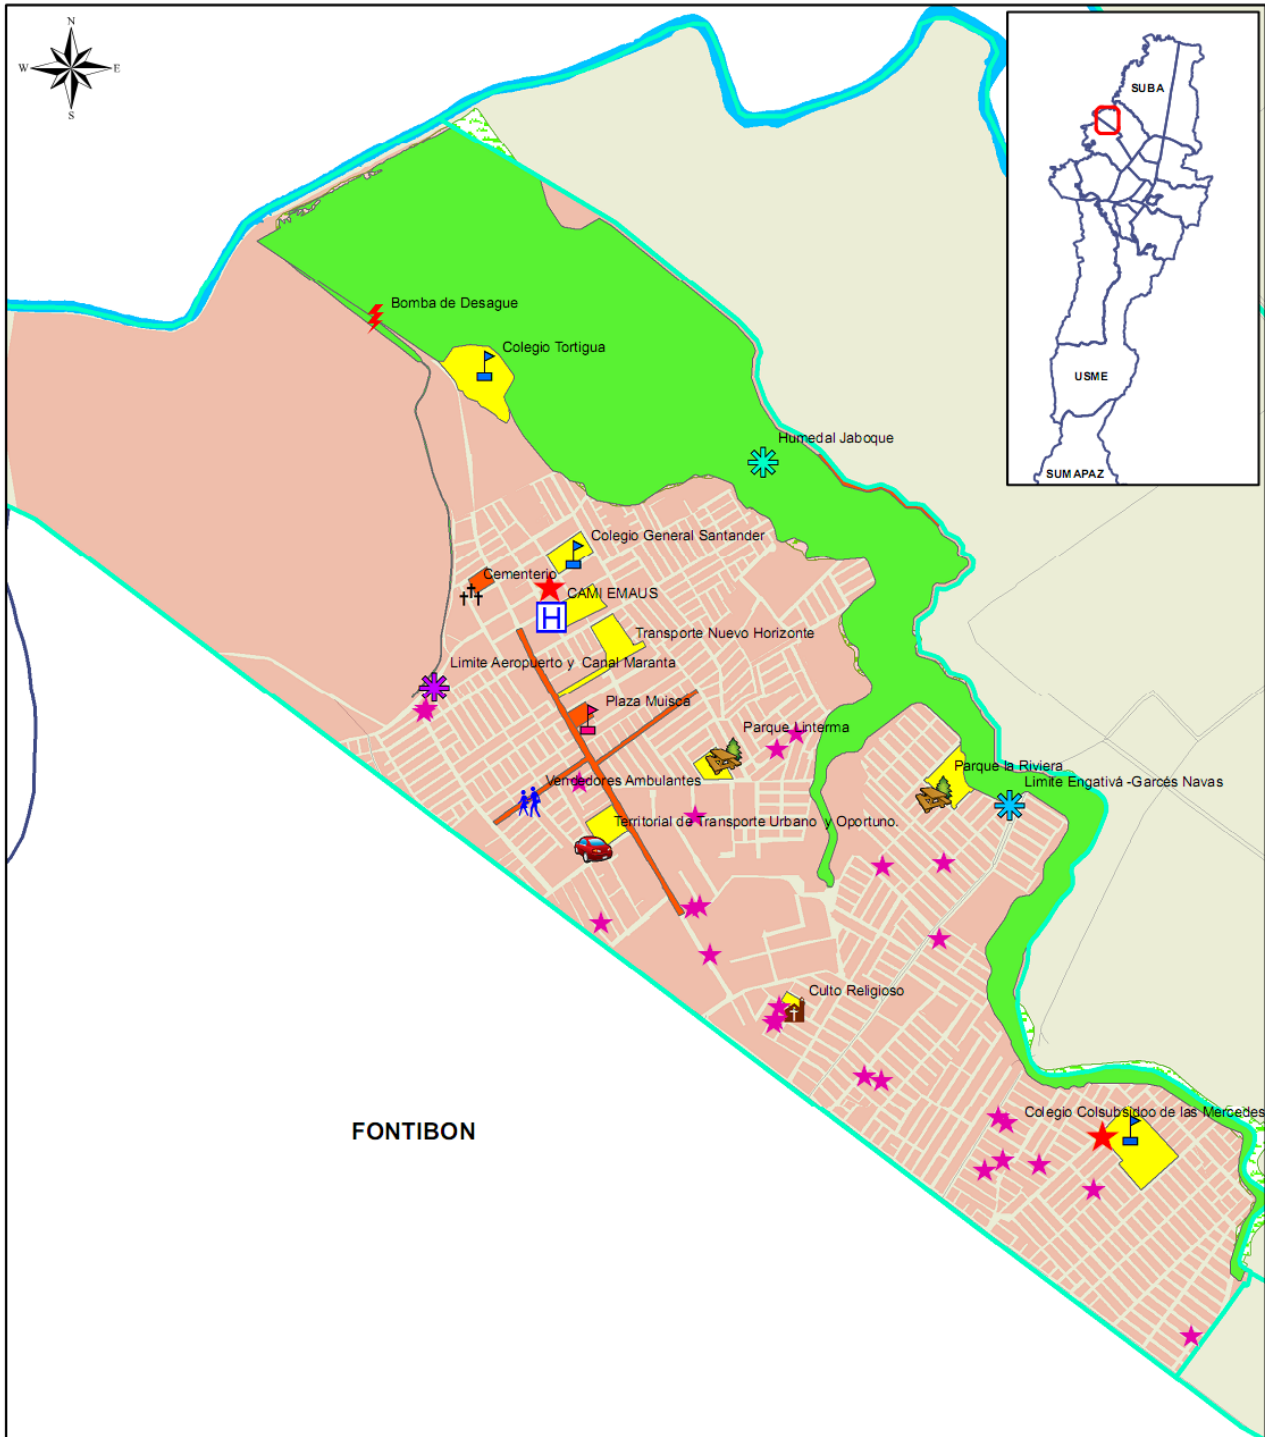 N
W
E
S
SUBA
USME
SUMAPAZ
Bomba de Desague
Colegio Tortigua
Humedal Jaboque
Colegio General Santander
Cementerio
CAMI EMAUS
H
Transporte Nuevo Horizonte
Limite Aeropuerto y Canal Maranta
Plaza Muisca
Parque Linterma
Parque la Riviera
Vendedores Ambulantes
Limite Engativá -Garcés Navas
Territorial de Transporte Urbano y Oportuno.
Culto Religioso
Colegio Colsubsidoo de las Mercedes
FONTIBON